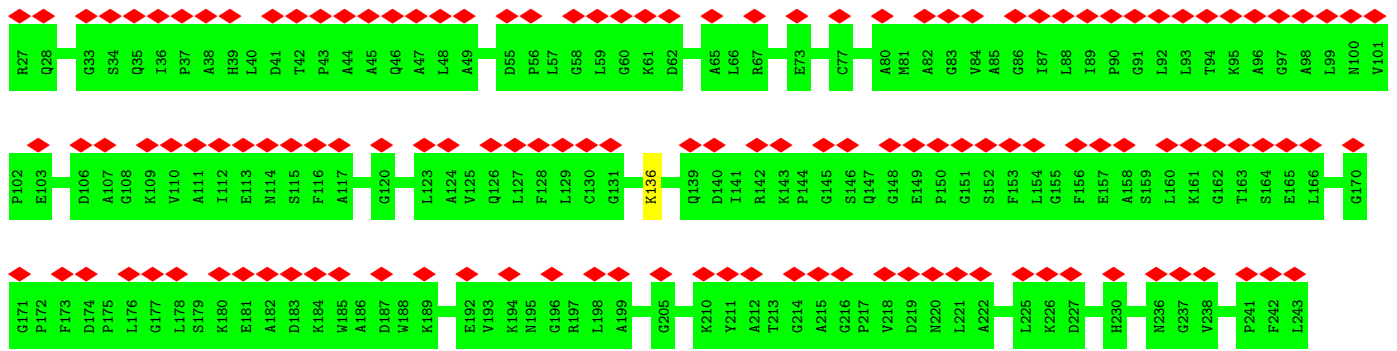 R27 Q28 G33 S34 Q35 I36 P37 A38 H39 L40 D41 T42 P43 A44 A45 Q46 A47 L48 A49 D55 P56 L57 G58 L59 G60 K61 D62 A65 L66 R67 E73 C77 A80 M81 A82 G83 V84 A85 G86 I87 L88 I89 P90 G91 L92 L93 T94 K95 A96 G97 A98 L99 N100 V101
P102 E103 D106 A107 G108 K109 V110 A111 I112 E113 N114 S115 F116 A117 G120 L123 A124 V125 Q126 L127 F128 L129 C130 G131 K136 Q139 D140 I141 R142 K143 P144 G145 S146 Q147 G148 E149 P150 G151 S152 F153 L154 G155 F156 E157 A158 S159 L160 K161 G162 T163 S164 E165 L166 G170
G171 P172 F173 D174 P175 L176 G177 L178 S179 K180 E181 A182 D183 K184 W185 A186 D187 W188 K189 E192 V193 K194 N195 G196 R197 L198 A199 G205 K210 Y211 A212 T213 G214 A215 G216 P217 V218 D219 N220 L221 A222 L225 K226 D227 H230 N236 G237 V238 P241 F242 L243